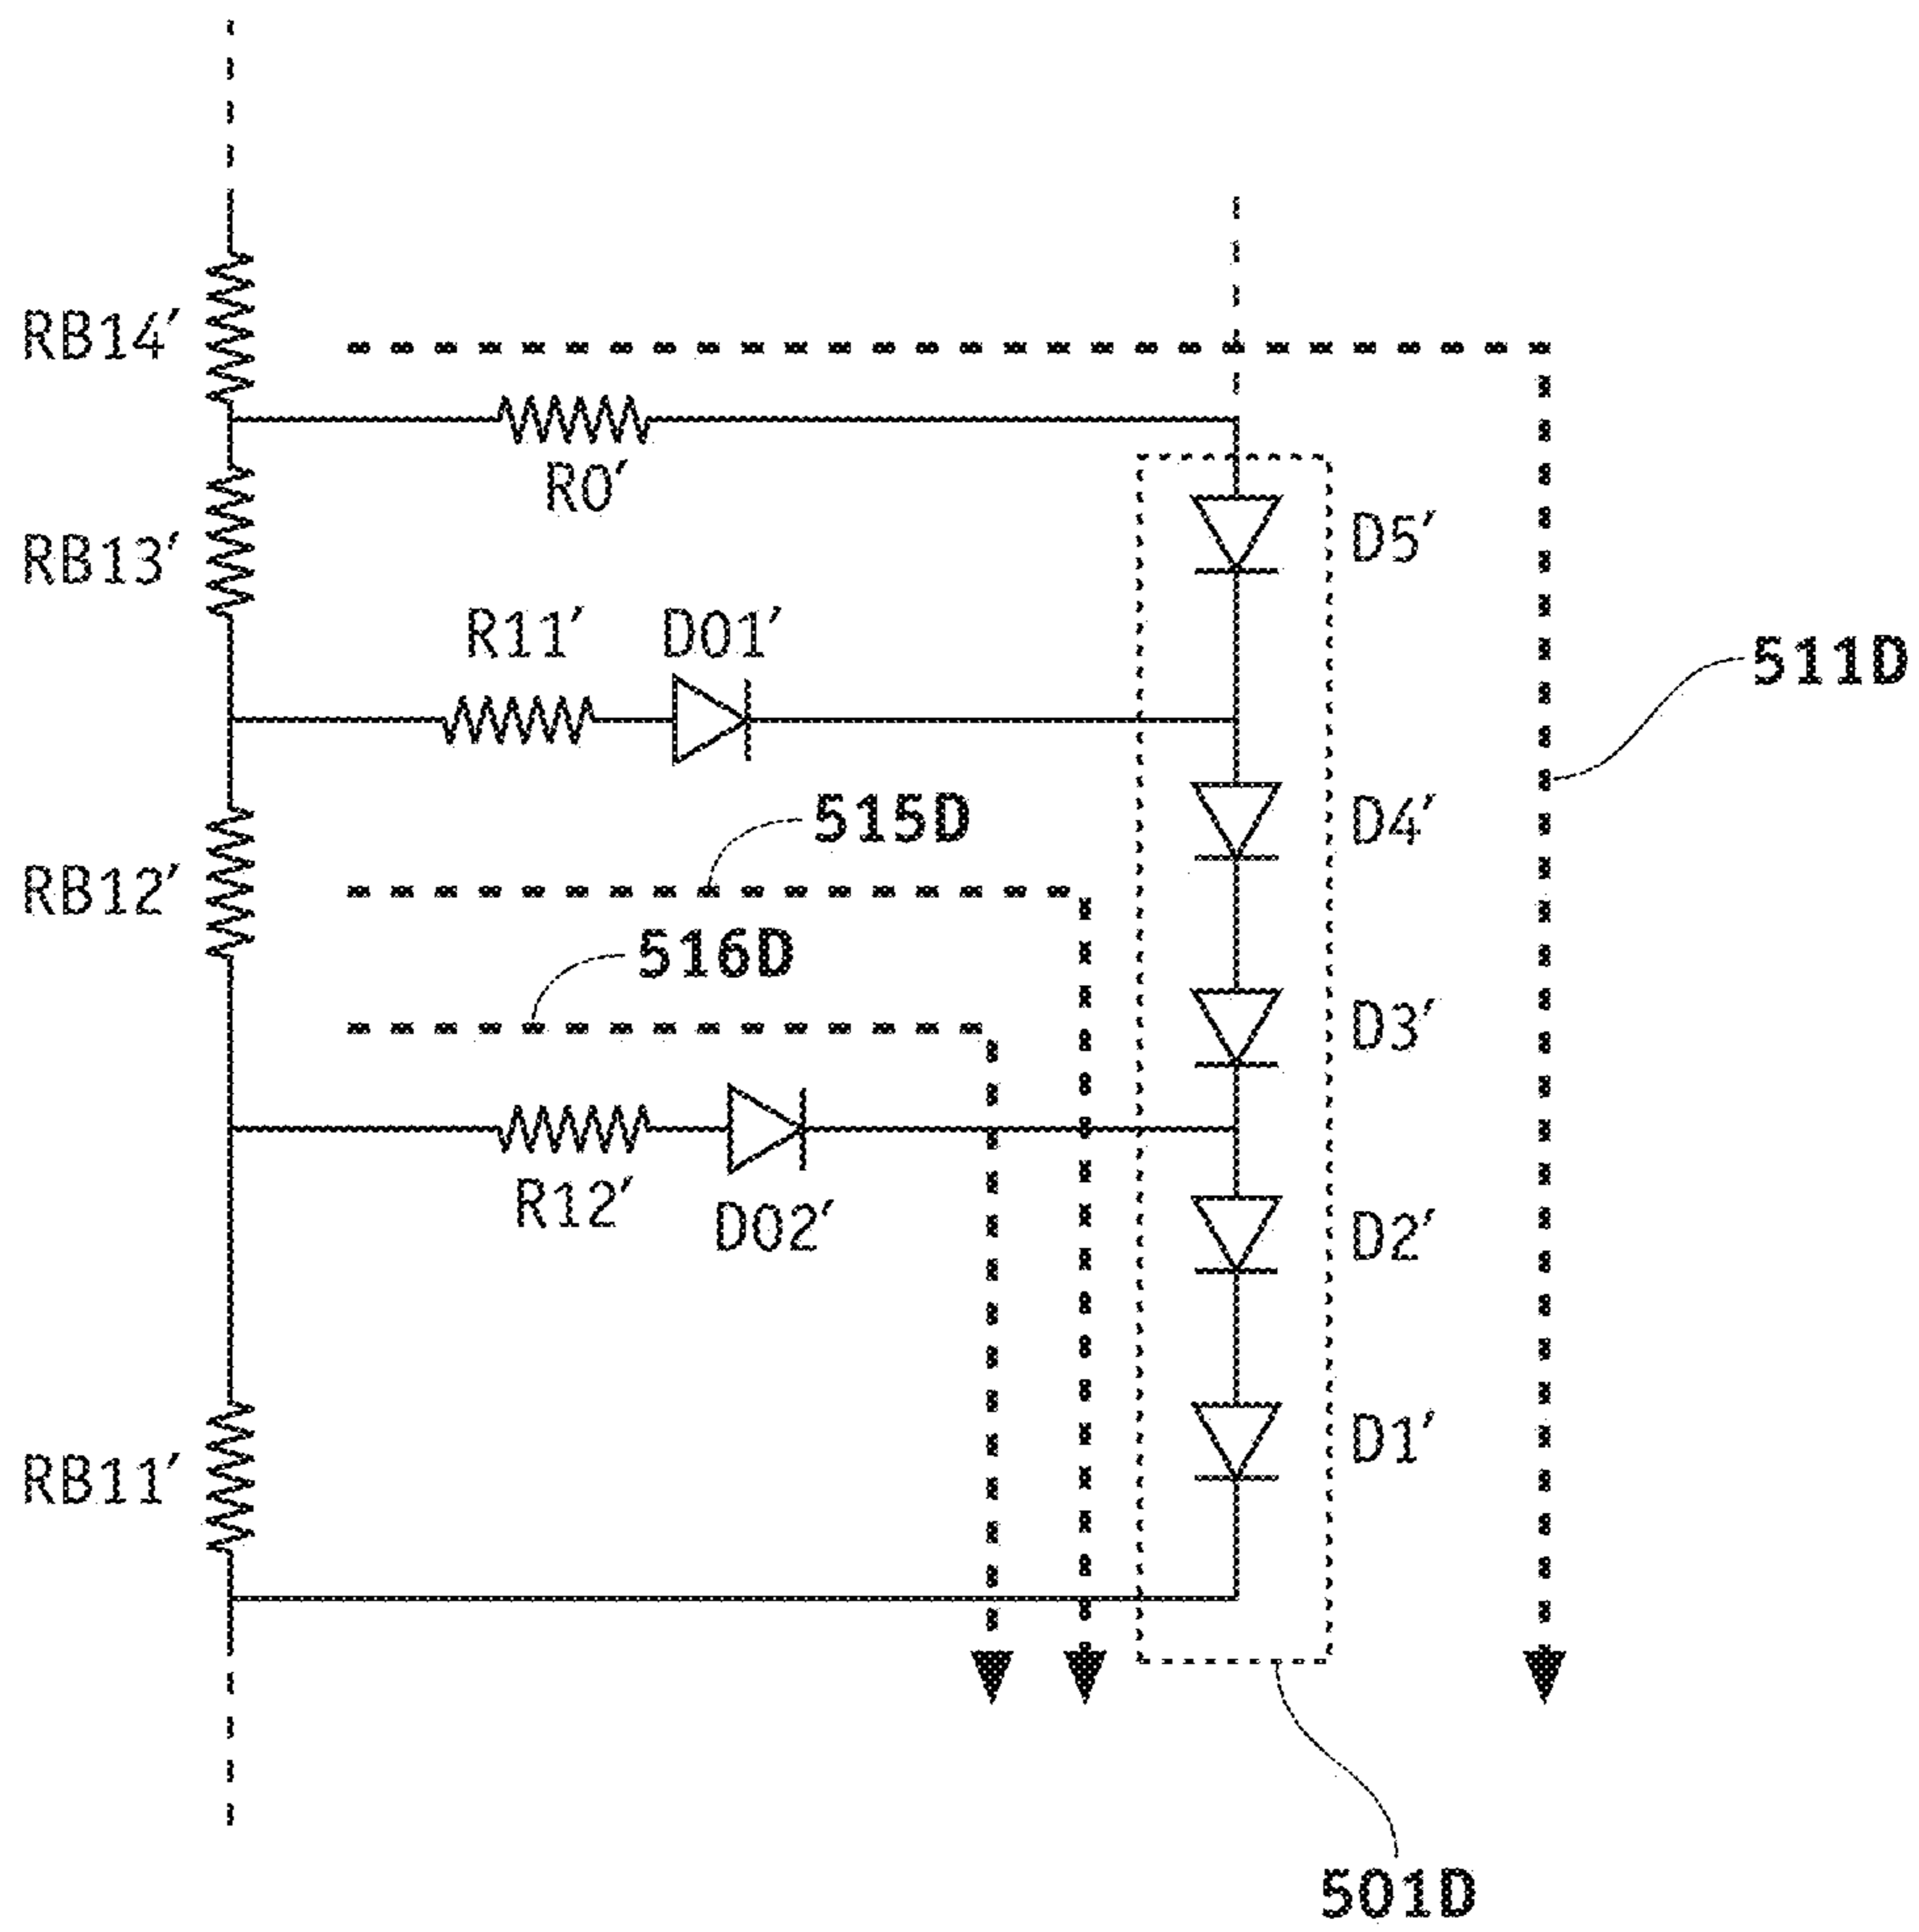 RB14′
R0′
D5′
RB13′
R11′ D01′
511D
515D
D4′
RB12′
516D
D3′
R12′
D02′
D2′
D1′
RB11′
501D